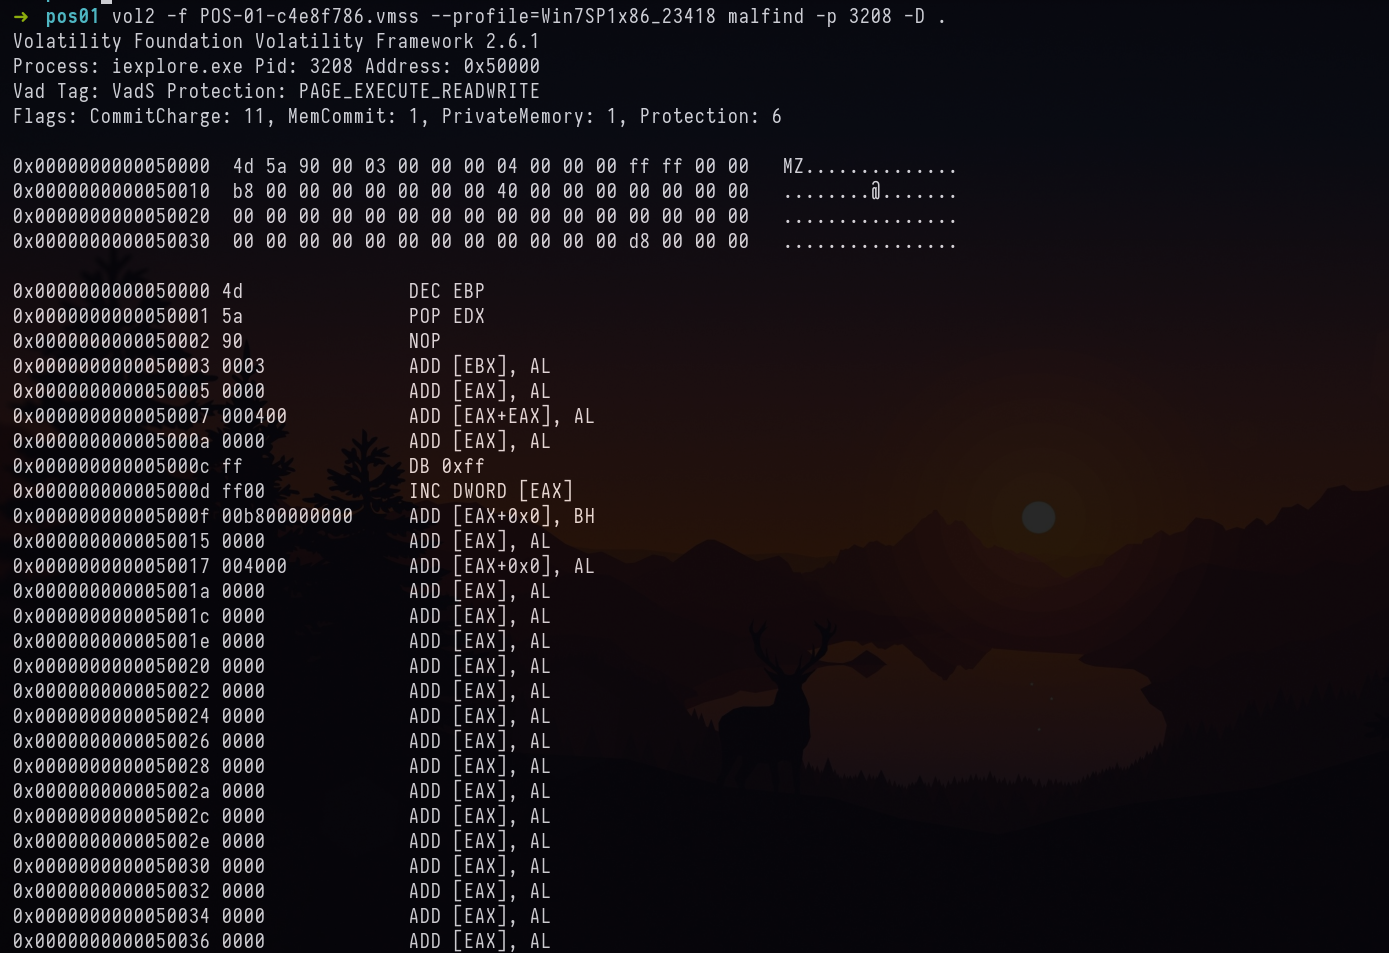 → pos01 vol2 -f POS-01-c4e8f786.vmss --profile=Win7SP1x86_23418 malfind -p 3208 -D .
Volatility Foundation Volatility Framework 2.6.1
Process: iexplore.exe Pid: 3208 Address: 0x50000
Vad Tag: VadS Protection: PAGE_EXECUTE_READWRITE
Flags: CommitCharge: 11, MemCommit: 1, PrivateMemory: 1, Protection: 6
0x0000000000050000  4d 5a 90 00 03 00 00 00 04 00 00 00 ff ff 00 00   MZ..............
0x0000000000050010  b8 00 00 00 00 00 00 00 40 00 00 00 00 00 00 00   ........@.......
0x0000000000050020  00 00 00 00 00 00 00 00 00 00 00 00 00 00 00 00   ................
0x0000000000050030  00 00 00 00 00 00 00 00 00 00 00 00 d8 00 00 00   ................
0x0000000000050000 4d               DEC EBP
0x0000000000050001 5a               POP EDX
0x0000000000050002 90               NOP
0x0000000000050003 0003             ADD [EBX], AL
0x0000000000050005 0000             ADD [EAX], AL
0x0000000000050007 000400           ADD [EAX+EAX], AL
0x000000000005000a 0000             ADD [EAX], AL
0x000000000005000c ff               DB 0xff
0x000000000005000d ff00             INC DWORD [EAX]
0x000000000005000f 00b800000000     ADD [EAX+0x0], BH
0x0000000000050015 0000             ADD [EAX], AL
0x0000000000050017 004000           ADD [EAX+0x0], AL
0x000000000005001a 0000             ADD [EAX], AL
0x000000000005001c 0000             ADD [EAX], AL
0x000000000005001e 0000             ADD [EAX], AL
0x0000000000050020 0000             ADD [EAX], AL
0x0000000000050022 0000             ADD [EAX], AL
0x0000000000050024 0000             ADD [EAX], AL
0x0000000000050026 0000             ADD [EAX], AL
0x0000000000050028 0000             ADD [EAX], AL
0x000000000005002a 0000             ADD [EAX], AL
0x000000000005002c 0000             ADD [EAX], AL
0x000000000005002e 0000             ADD [EAX], AL
0x0000000000050030 0000             ADD [EAX], AL
0x0000000000050032 0000             ADD [EAX], AL
0x0000000000050034 0000             ADD [EAX], AL
0x0000000000050036 0000             ADD [EAX], AL